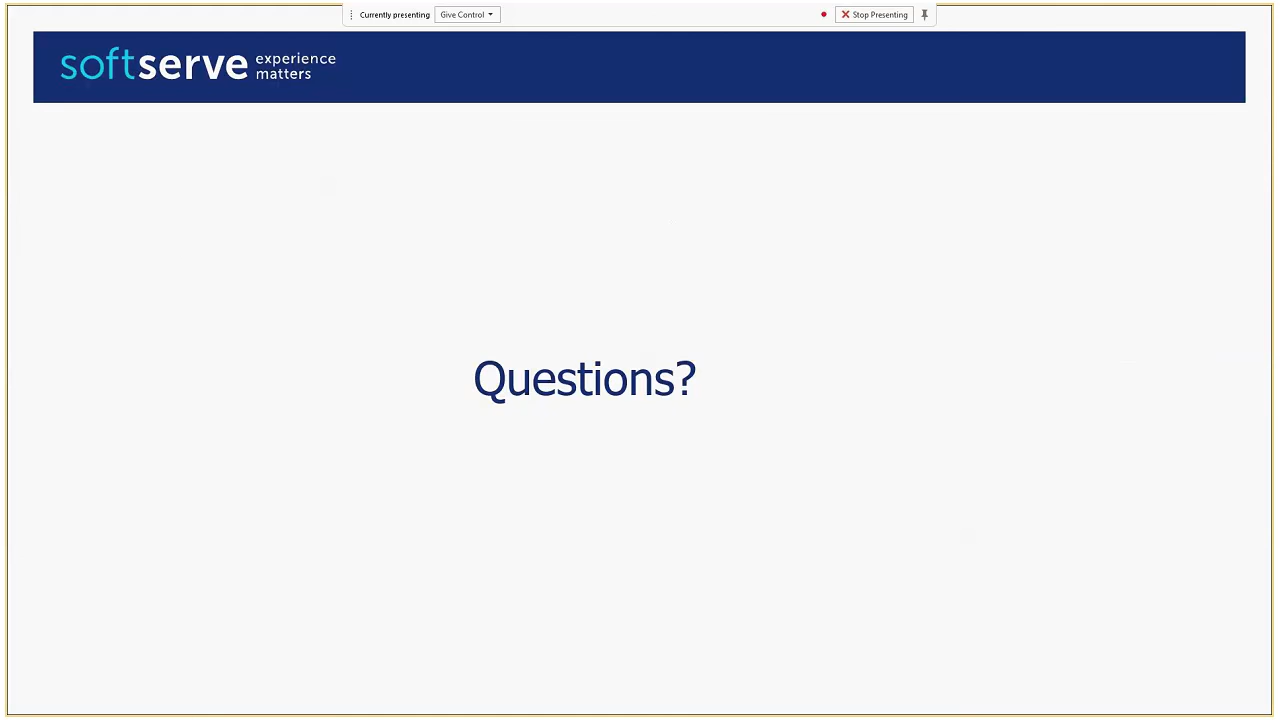 Currently presenting Give Control Stop Presenting
softserve experience
matters
Questions?